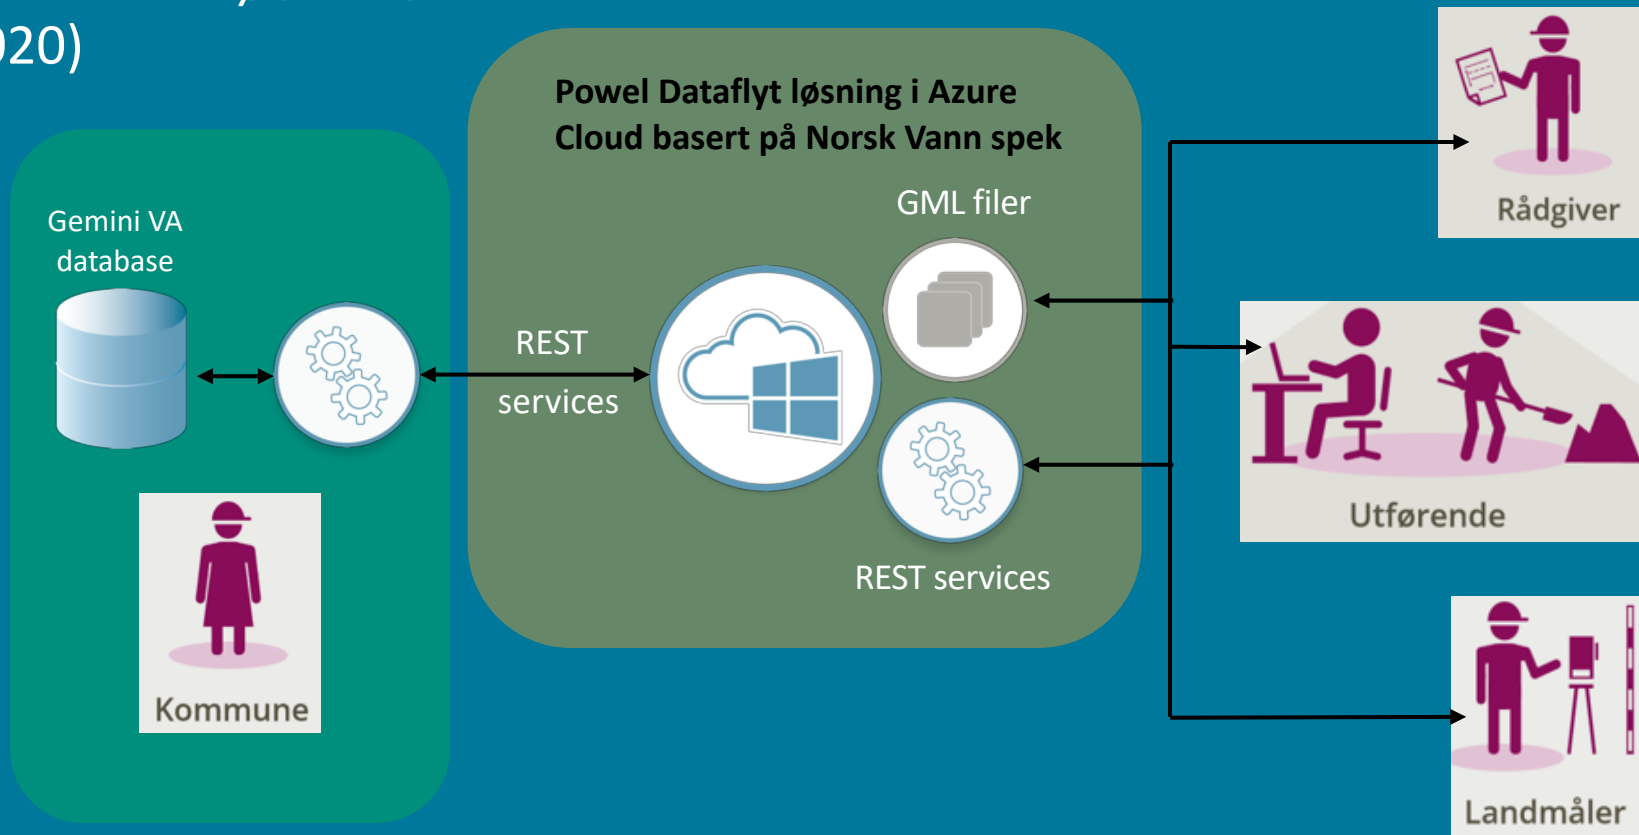 020)
Powel Dataflyt løsning i Azure
Cloud basert på Norsk Vann spek
Gemini VA
database
REST
services
GML filer
REST services
Kommune
Rådgiver
Utførende
Landmåler